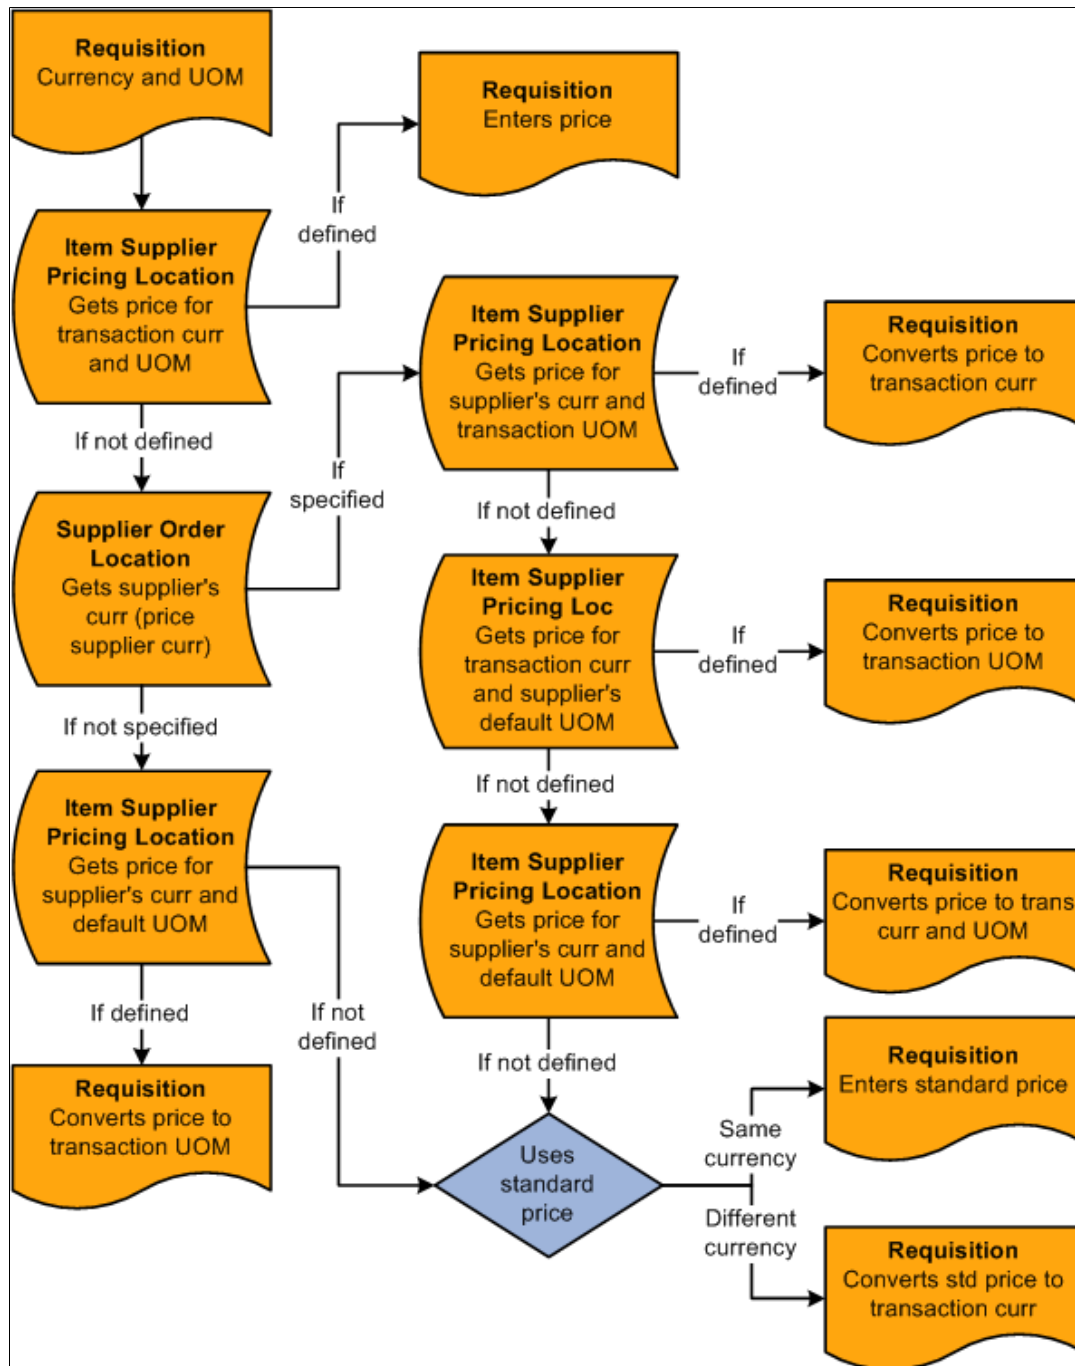 Requisition
Currency and UOM
Requisition
Enters price
If
defined
Item Supplier
Pricing Location
Gets price for
transaction curr
and UOM
If not defined
Item Supplier
Pricing Location
Gets price for
supplier's curr and
transaction UOM
If
defined
Requisition
Converts price to
transaction curr
If
specified
Supplier Order
Location
Gets supplier's
curr (price
supplier curr)
If not defined
Item Supplier
Pricing Loc
Gets price for
transaction curr
and supplier's
default UOM
If
defined
Requisition
Converts price to
transaction UOM
If not specified
Item Supplier
Pricing Location
Gets price for
supplier's curr and
default UOM
If not defined
Item Supplier
Pricing Location
Gets price for
supplier's curr and
default UOM
If
defined
Requisition
Converts price to trans
curr and UOM
If defined
If not
defined
If not defined
Requisition
Converts price to
transaction UOM
Uses
standard
price
Same
currency
Requisition
Enters standard price
Different
currency
Requisition
Converts std price to
transaction curr